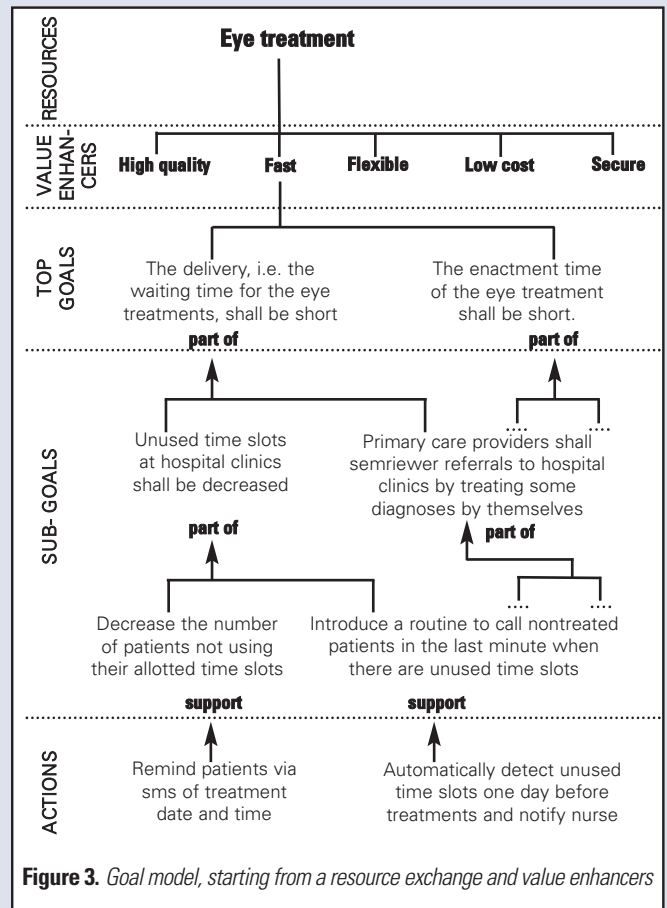 RESOURCES
Eye treatment
VALUE
ENHAN-
CERS
High quality
Fast
Flexible
Low cost
Secure
TOP
GOALS
The delivery, i.e. the
waiting time for the eye
treatments, shall be short
part of
The enactment time
of the eye treatment
shall be short.
part of
SUB- GOALS
Unused time slots
at hospital clinics
shall be decreased
part of
Primary care providers shall
semriewer referrals to hospital
clinics by treating some
diagnoses by themselves
part of
....
....
....
....
Decrease the number
of patients not using
their allotted time slots
support
Introduce a routine to call nontreated
patients in the last minute when
there are unused time slots
support
ACTIONS
Remind patients via
sms of treatment
date and time
Automatically detect unused
time slots one day before
treatments and notify nurse
Figure 3. Goal model, starting from a resource exchange and value enhancers